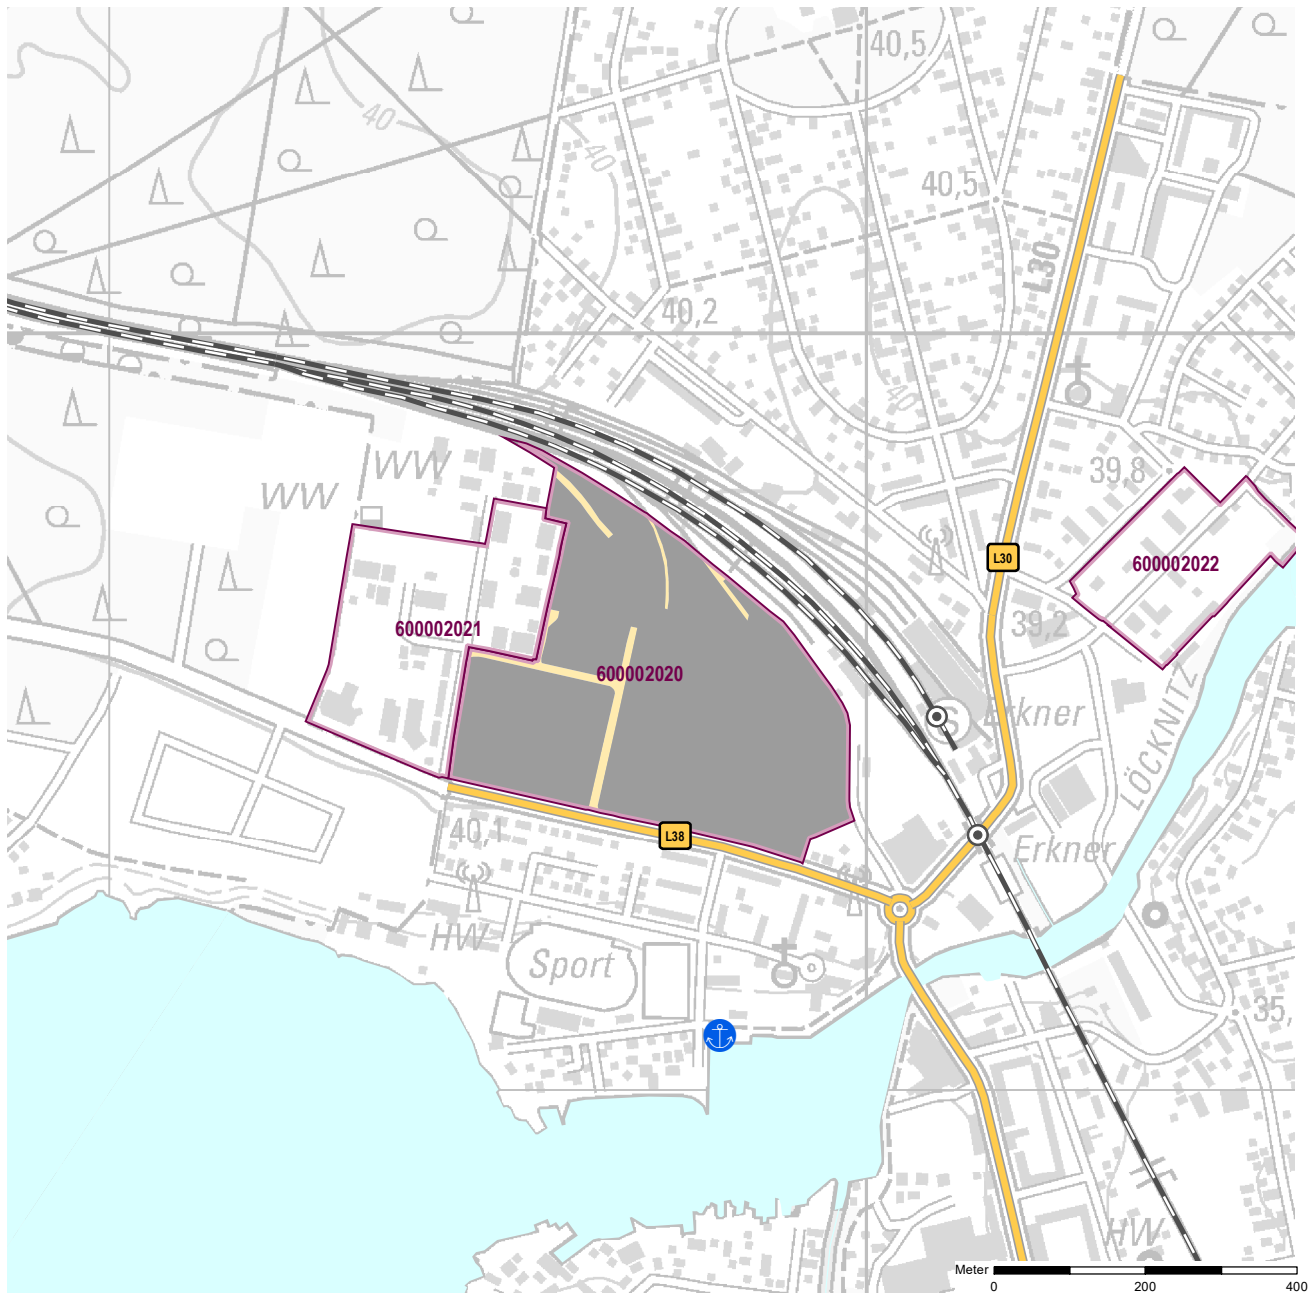 40,5
40
40
40,5
L30
40,2
40
WW
39,8
WW
L30
600002022
39,2
600002021
600002020
S
Erkner
LÖCKNITZ
40,1
L38
Erkner
HW
Sport
35,
HW
Meter
0 200 400